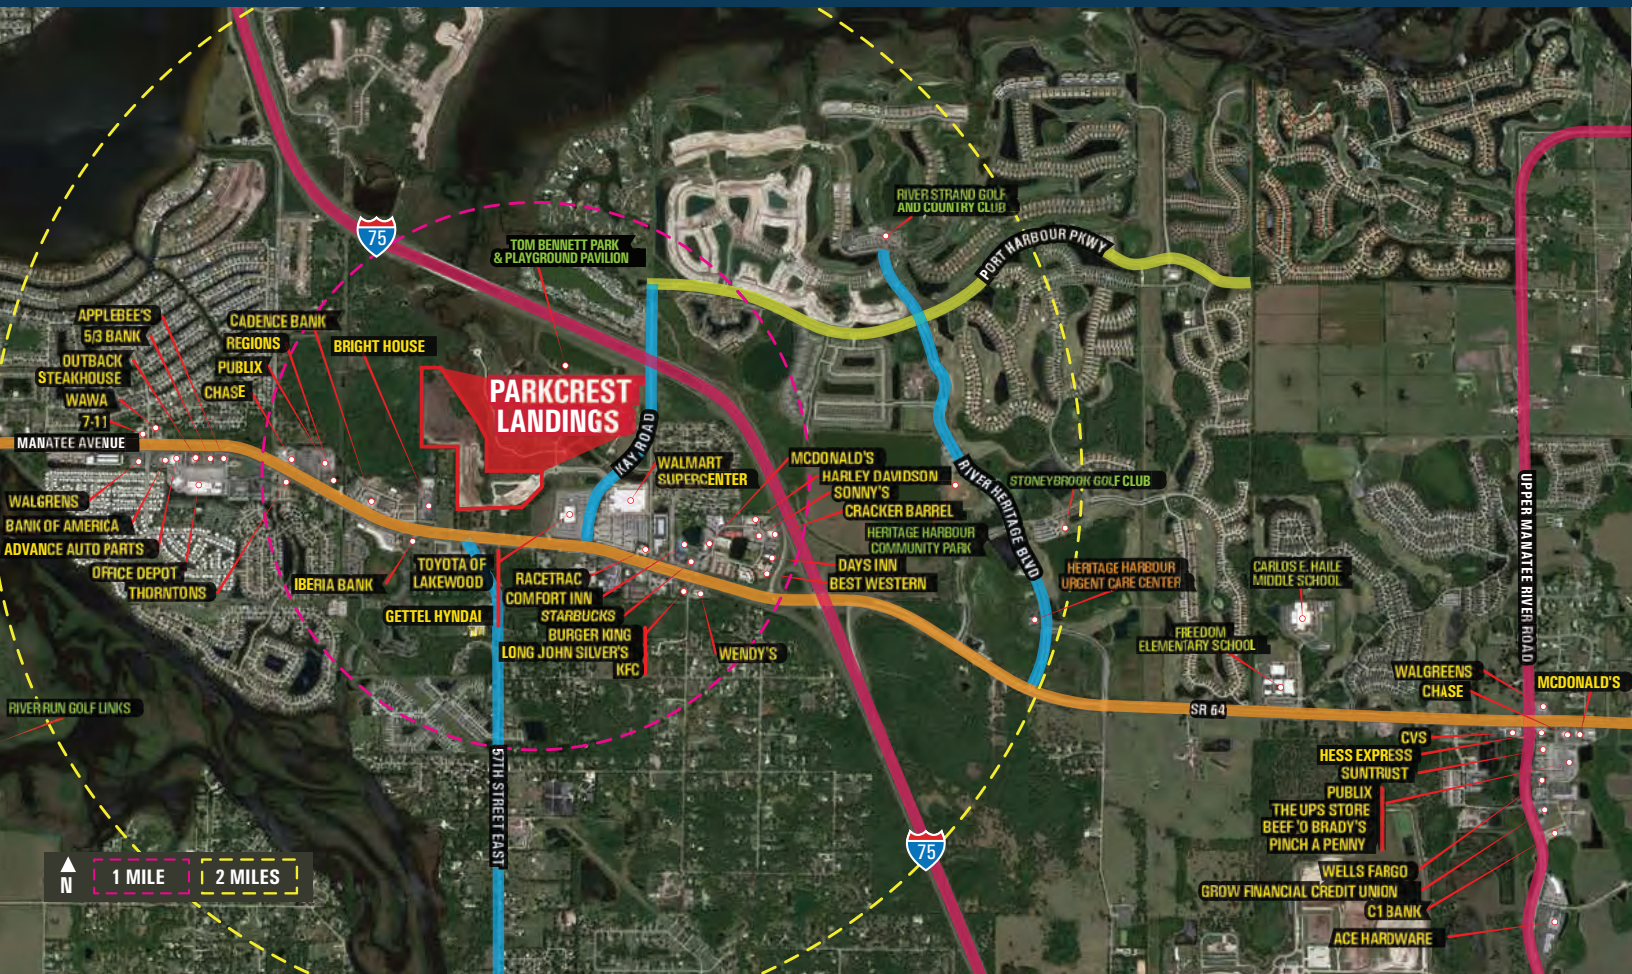 RIVER STRAND GOLF
AND COUNTRY CLUB
75
TOM BENNETT PARK
& PLAYGROUND PAVILION
PORT HARBOUR PKWY
APPLEBEE'S
5/3 BANK
OUTBACK
STEAKHOUSE
WAWA
7-11
MANATEE AVENUE
CADENCE BANK
REGIONS
PUBLIX
CHASE
BRIGHT HOUSE
PARKCREST
LANDINGS
KAY ROAD
WALMART
SUPERCENTER
MCDONALD'S
HARLEY DAVIDSON
SONNY'S
CRACKER BARREL
HERITAGE HARBOUR
COMMUNITY PARK
DAYS INN
BEST WESTERN
RIVER HERITAGE BLVD
STONEYBROOK GOLF CLUB
HERITAGE HARBOUR
URGENT CARE CENTER
CARLOS E. HAILE
MIDDLE SCHOOL
FREEDOM
ELEMENTARY SCHOOL
UPPER MANATEE RIVER ROAD
WALGRENS
BANK OF AMERICA
ADVANCE AUTO PARTS
OFFICE DEPOT
THORNTONS
IBERIA BANK
TOYOTA OF
LAKEWOOD
GETTEL HYNDAI
RACETRAC
COMFORT INN
STARBUCKS
BURGER KING
LONG JOHN SILVER'S
KFC
WENDY'S
RIVER RUN GOLF LINKS
57TH STREET EAST
SR 64
WALGREENS
CHASE
MCDONALD'S
CVS
HESS EXPRESS
SUNTRUST
PUBLIX
THE UPS STORE
BEEF 'O BRADY'S
PINCH A PENNY
WELLS FARGO
GROW FINANCIAL CREDIT UNION
C1 BANK
ACE HARDWARE
75
N
1 MILE
2 MILES